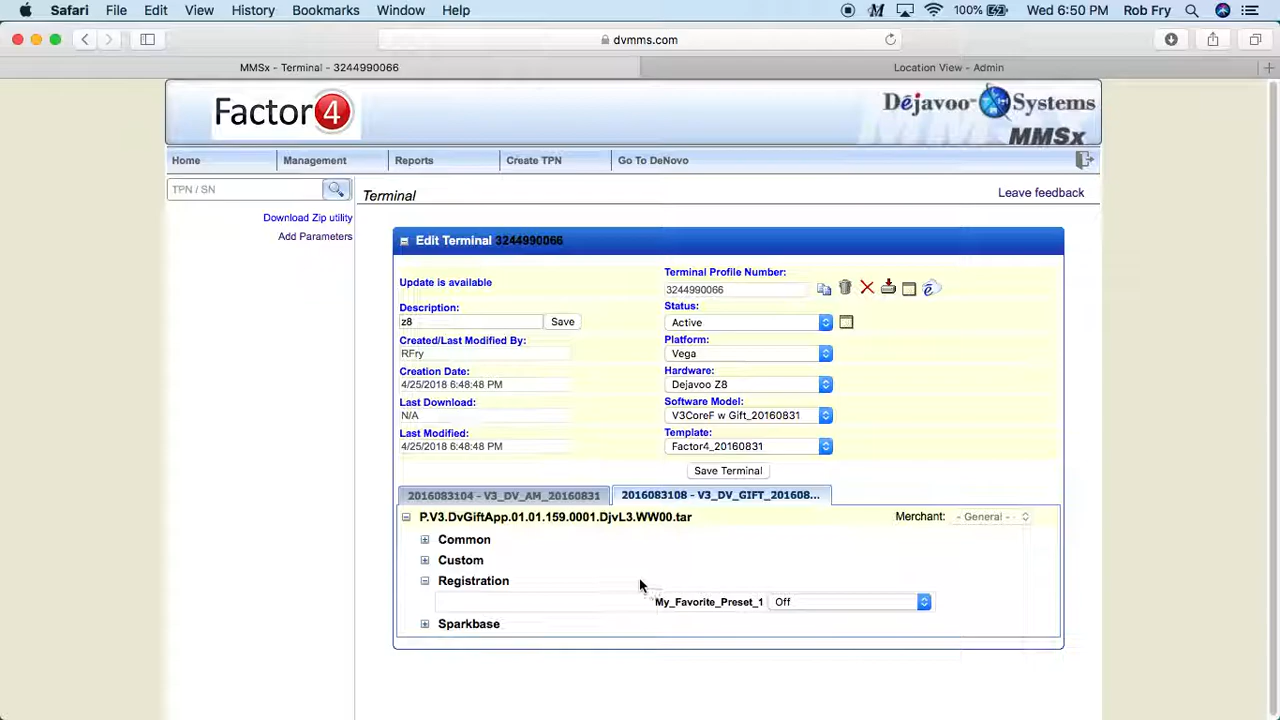 Safari File Edit View History Bookmarks Window Help 100% Wed 6:50 PM Rob Fry
dvmms.com
MMSx - Terminal - 3244990066 Location View - Admin
Factor 4 Dejavoo Systems
MMSx
Home Management Reports Create TPN Go To DeNovo
TPN / SN
Terminal Leave feedback
Download Zip utility
Add Parameters
Edit Terminal 3244990066
Update is available
Terminal Profile Number:
3244990066
Description:
z8 Save
Status:
Active
Created/Last Modified By:
RFry
Platform:
Vega
Creation Date:
4/25/2018 6:48:48 PM
Hardware:
Dejavoo Z8
Last Download:
N/A
Software Model:
V3CoreF w Gift_20160831
Last Modified:
4/25/2018 6:48:48 PM
Template:
Factor4_20160831
Save Terminal
2016083104 - V3_DV_AM_20160831 2016083108 - V3_DV_GIFT_201608...
P.V3.DvGiftApp.01.01.159.0001.DjvL3.WW00.tar Merchant: - General -
Common
Custom
Registration
My_Favorite_Preset_1 Off
Sparkbase